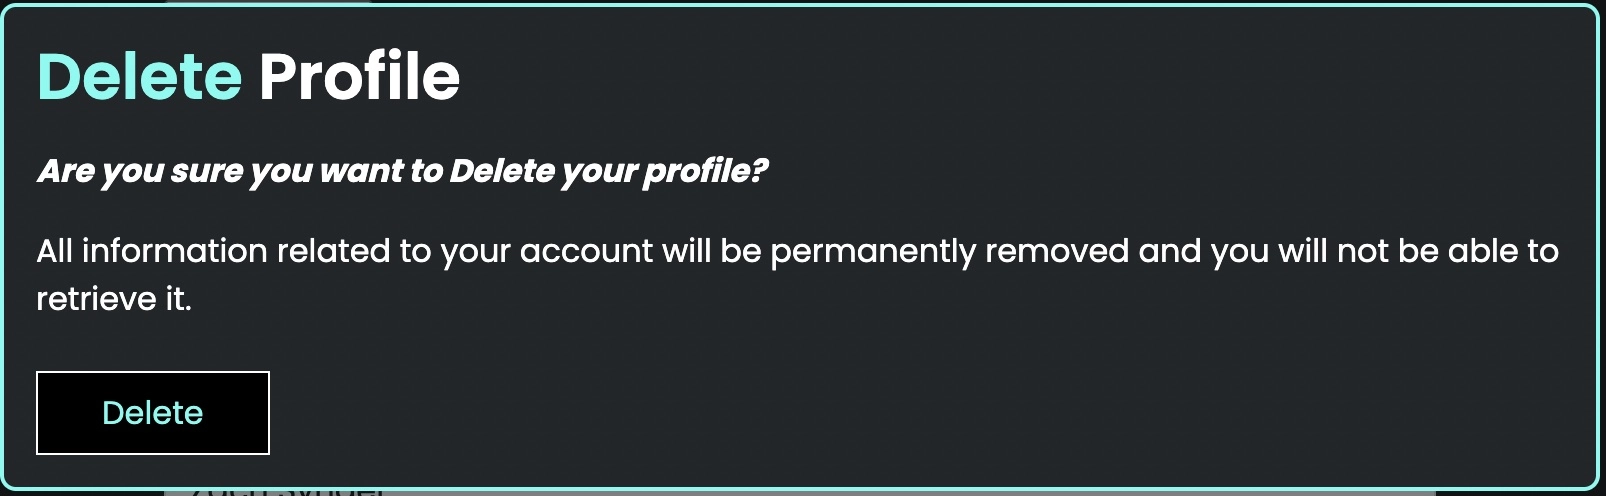 Delete Profile
Are you sure you want to Delete your profile?
All information related to your account will be permanently removed and you will not be able to
retrieve it.
Delete